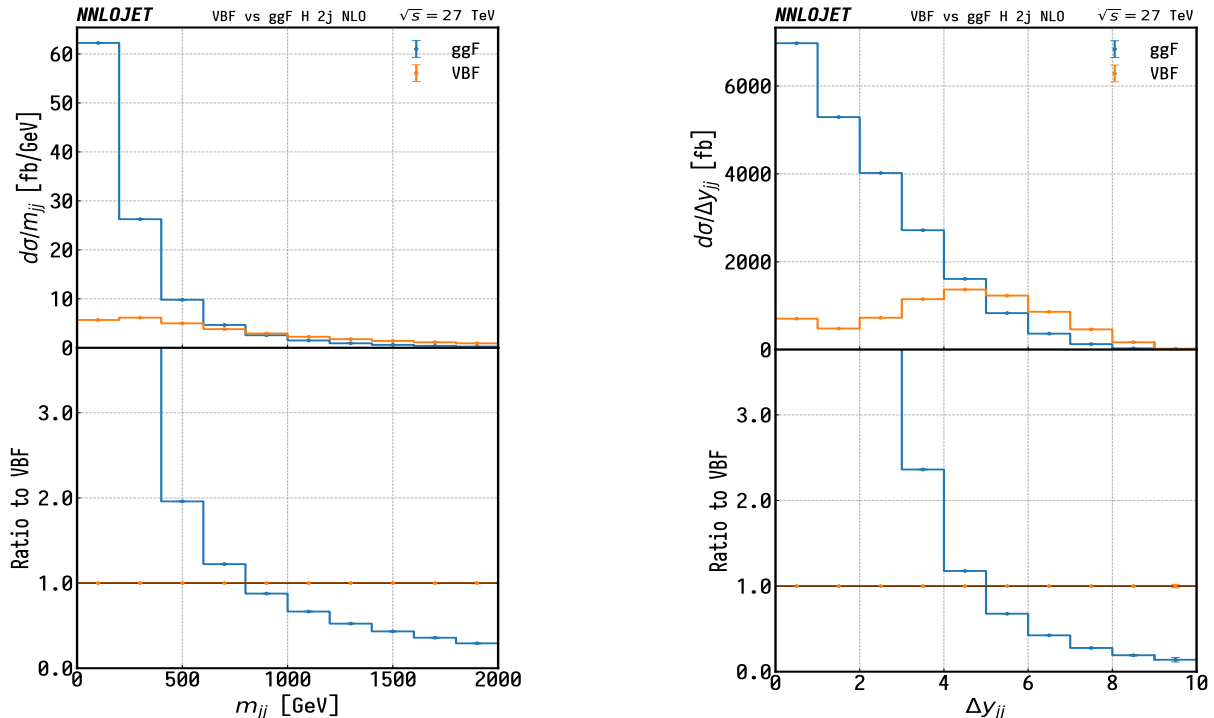 NNLOJET VBF vs ggF H 2j NLO √s = 27 TeV
ggF
VBF
60
50
40
30
20
10
0
dσ/m_jj [fb/GeV]
3.0
2.0
1.0
0.0
Ratio to VBF
0 500 1000 1500 2000
m_jj [GeV]
NNLOJET VBF vs ggF H 2j NLO √s = 27 TeV
ggF
VBF
6000
4000
2000
0
dσ/Δy_jj [fb]
3.0
2.0
1.0
0.0
Ratio to VBF
0 2 4 6 8 10
Δy_jj